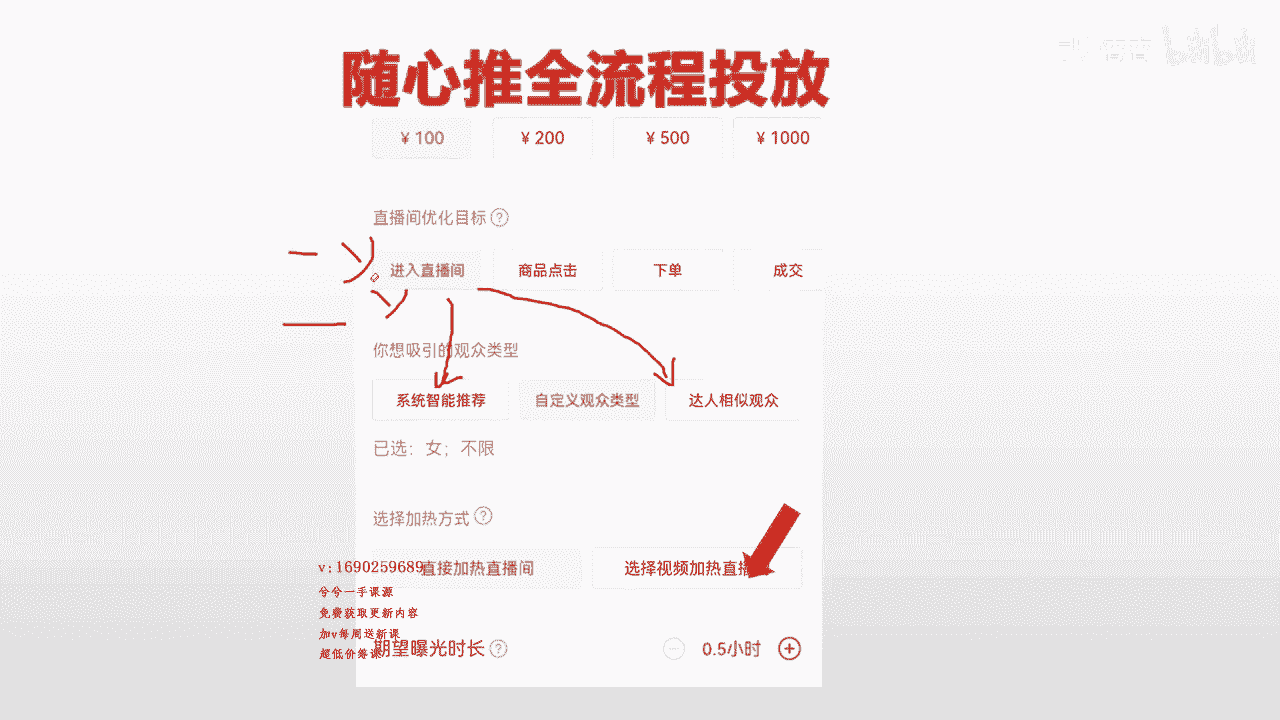 随心推全流程投放
¥ 100 ¥ 200 ¥ 500 ¥ 1000
直播间优化目标 ?
进入直播间 商品点击 下单 成交
你想吸引的观众类型
系统智能推荐 自定义观众类型 达人相似观众
已选：女；不限
选择加热方式 ?
直接加热直播间 选择视频加热直播
v:1690259689
兮兮一手课源
免费获取更新内容
加v每周送新课
期望曝光时长 ? 0.5小时
超低价筹课